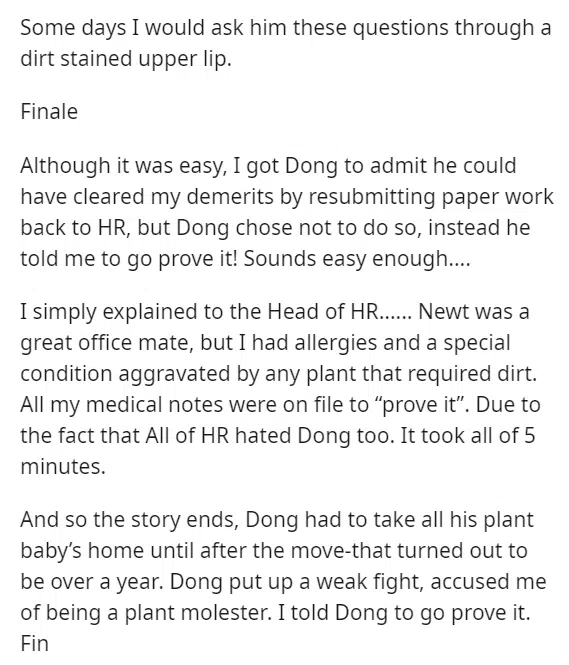 Some days I would ask him these questions through a
dirt stained upper lip.
Finale
Although it was easy, I got Dong to admit he could
have cleared my demerits by resubmitting paper work
back to HR, but Dong chose not to do so, instead he
told me to go prove it! Sounds easy enough....
I simply explained to the Head of HR...... Newt was a
great office mate, but I had allergies and a special
condition aggravated by any plant that required dirt.
All my medical notes were on file to “prove it”. Due to
the fact that All of HR hated Dong too. It took all of 5
minutes.
And so the story ends, Dong had to take all his plant
baby’s home until after the move-that turned out to
be over a year. Dong put up a weak fight, accused me
of being a plant molester. I told Dong to go prove it.
Fin